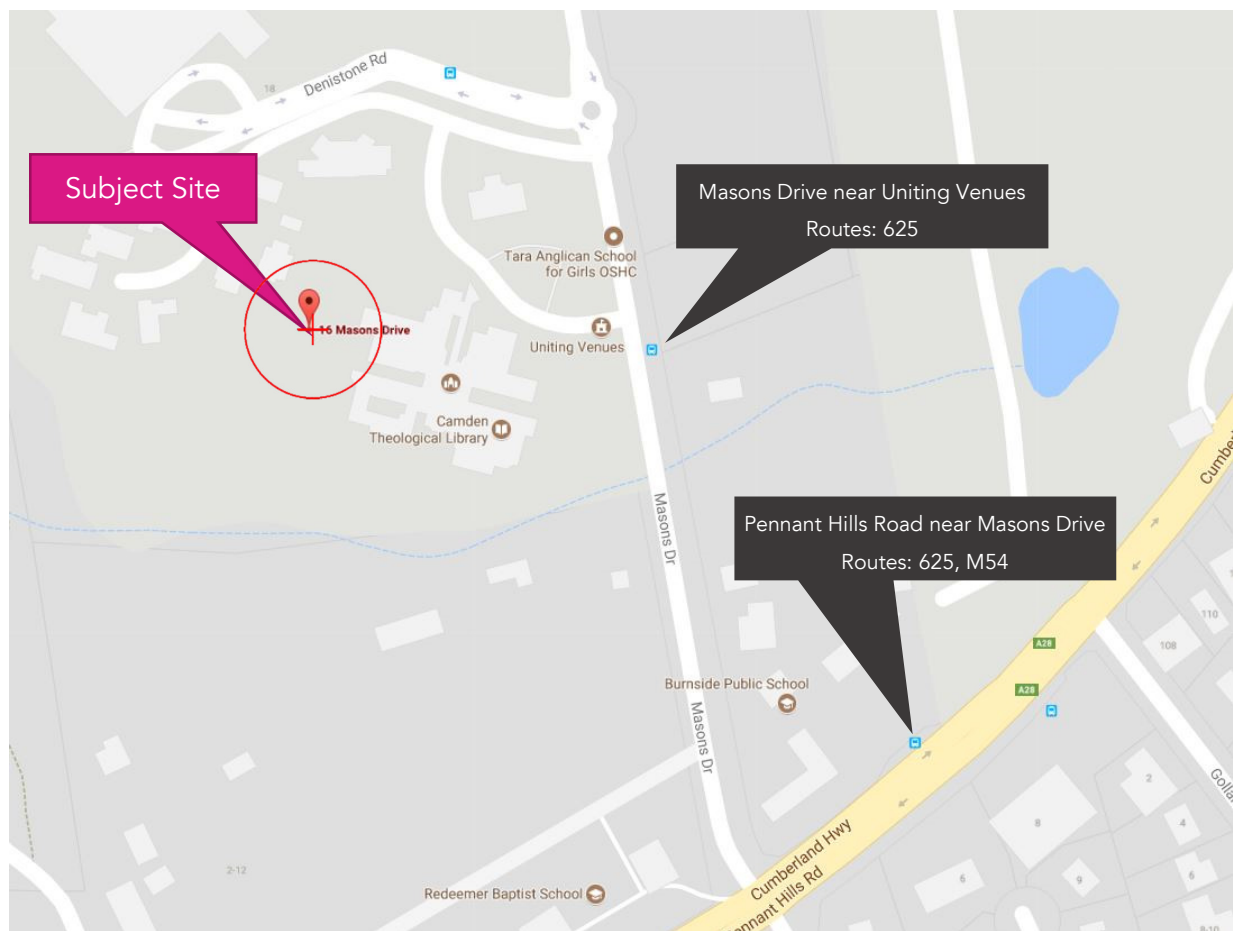 Denistone Rd
18
Subject Site
Masons Drive near Uniting Venues
Routes: 625
Tara Anglican School
for Girls OSHC
16 Masons Drive
Uniting Venues
Camden
Theological Library
Masons Dr
Pennant Hills Road near Masons Drive
Routes: 625, M54
110
108
A28
A28
Burnside Public School
Masons Dr
2
8
4
6
9
6
2-12
Redeemer Baptist School
Cumberland Hwy
8-10